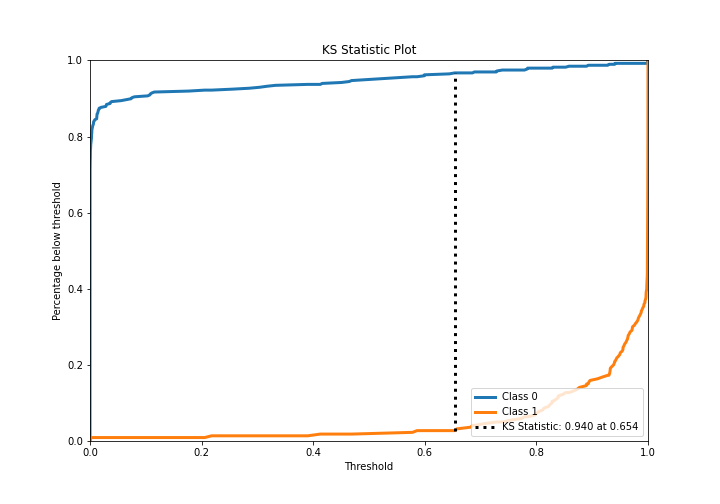 KS Statistic Plot
1.0
0.8
0.6
0.4
0.2
0.0
Percentage below threshold
0.0 0.2 0.4 0.6 0.8 1.0
Threshold
Class 0
Class 1
KS Statistic: 0.940 at 0.654